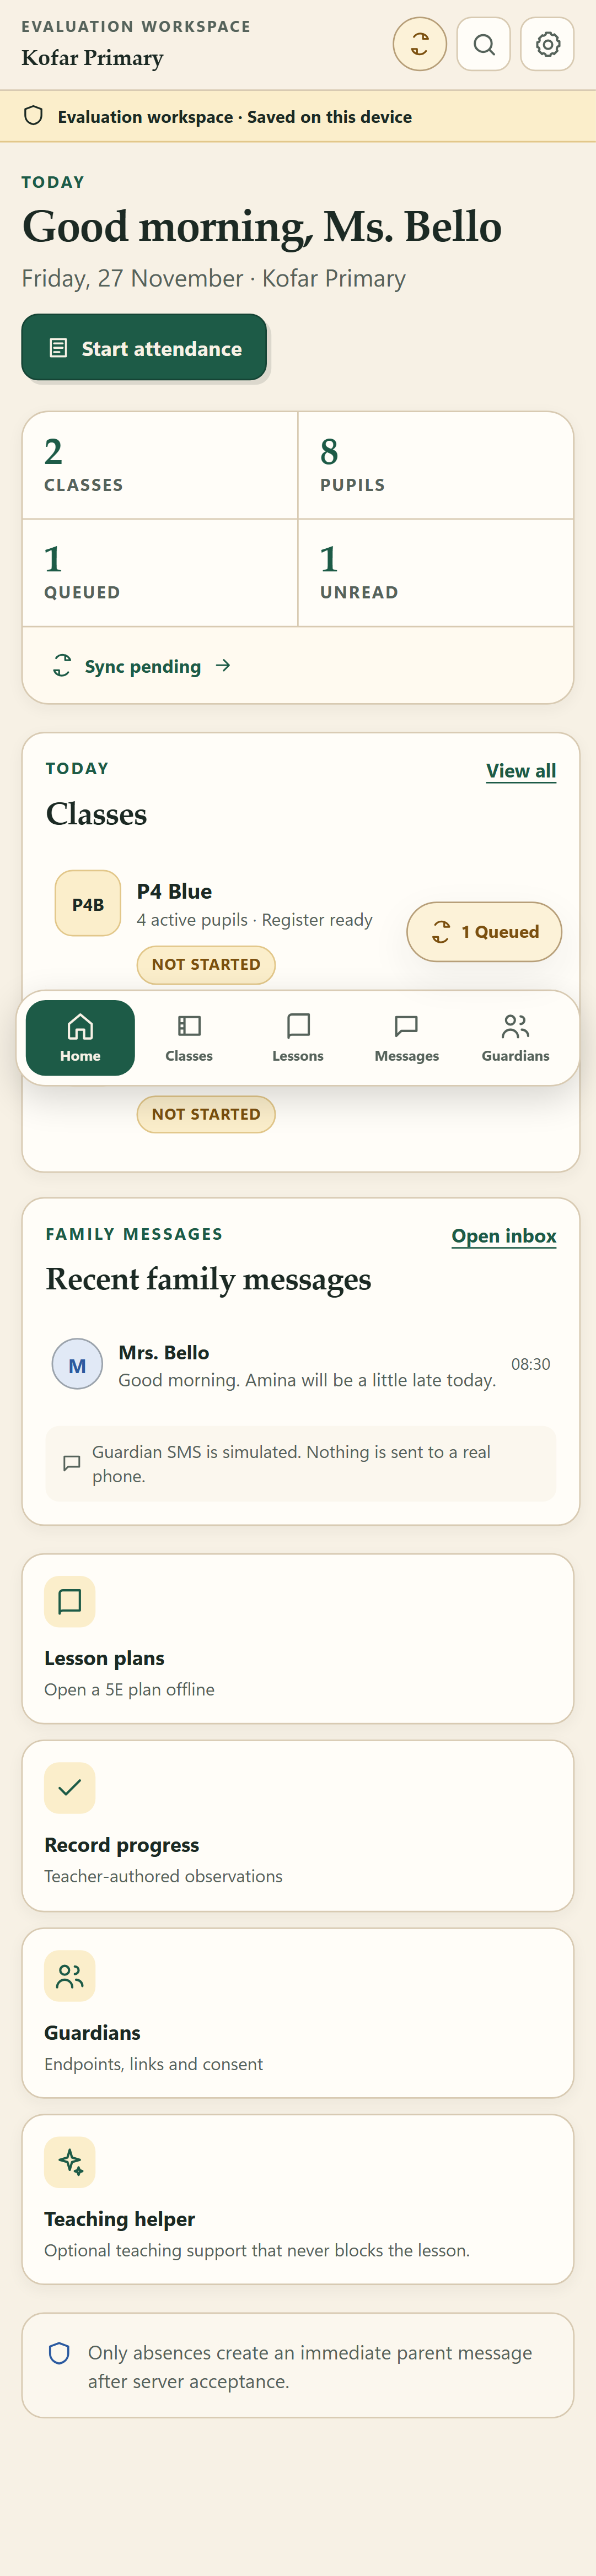 EVALUATION WORKSPACE
Kofar Primary
Evaluation workspace · Saved on this device
TODAY
Good morning, Ms. Bello
Friday, 27 November · Kofar Primary
Start attendance
2
CLASSES
8
PUPILS
1
QUEUED
1
UNREAD
Sync pending
TODAY
View all
Classes
P4B
P4 Blue
4 active pupils · Register ready
NOT STARTED
1 Queued
Home
Classes
Lessons
Messages
Guardians
NOT STARTED
FAMILY MESSAGES
Open inbox
Recent family messages
M
Mrs. Bello
08:30
Good morning. Amina will be a little late today.
Guardian SMS is simulated. Nothing is sent to a real
phone.
Lesson plans
Open a 5E plan offline
Record progress
Teacher-authored observations
Guardians
Endpoints, links and consent
Teaching helper
Optional teaching support that never blocks the lesson.
Only absences create an immediate parent message
after server acceptance.